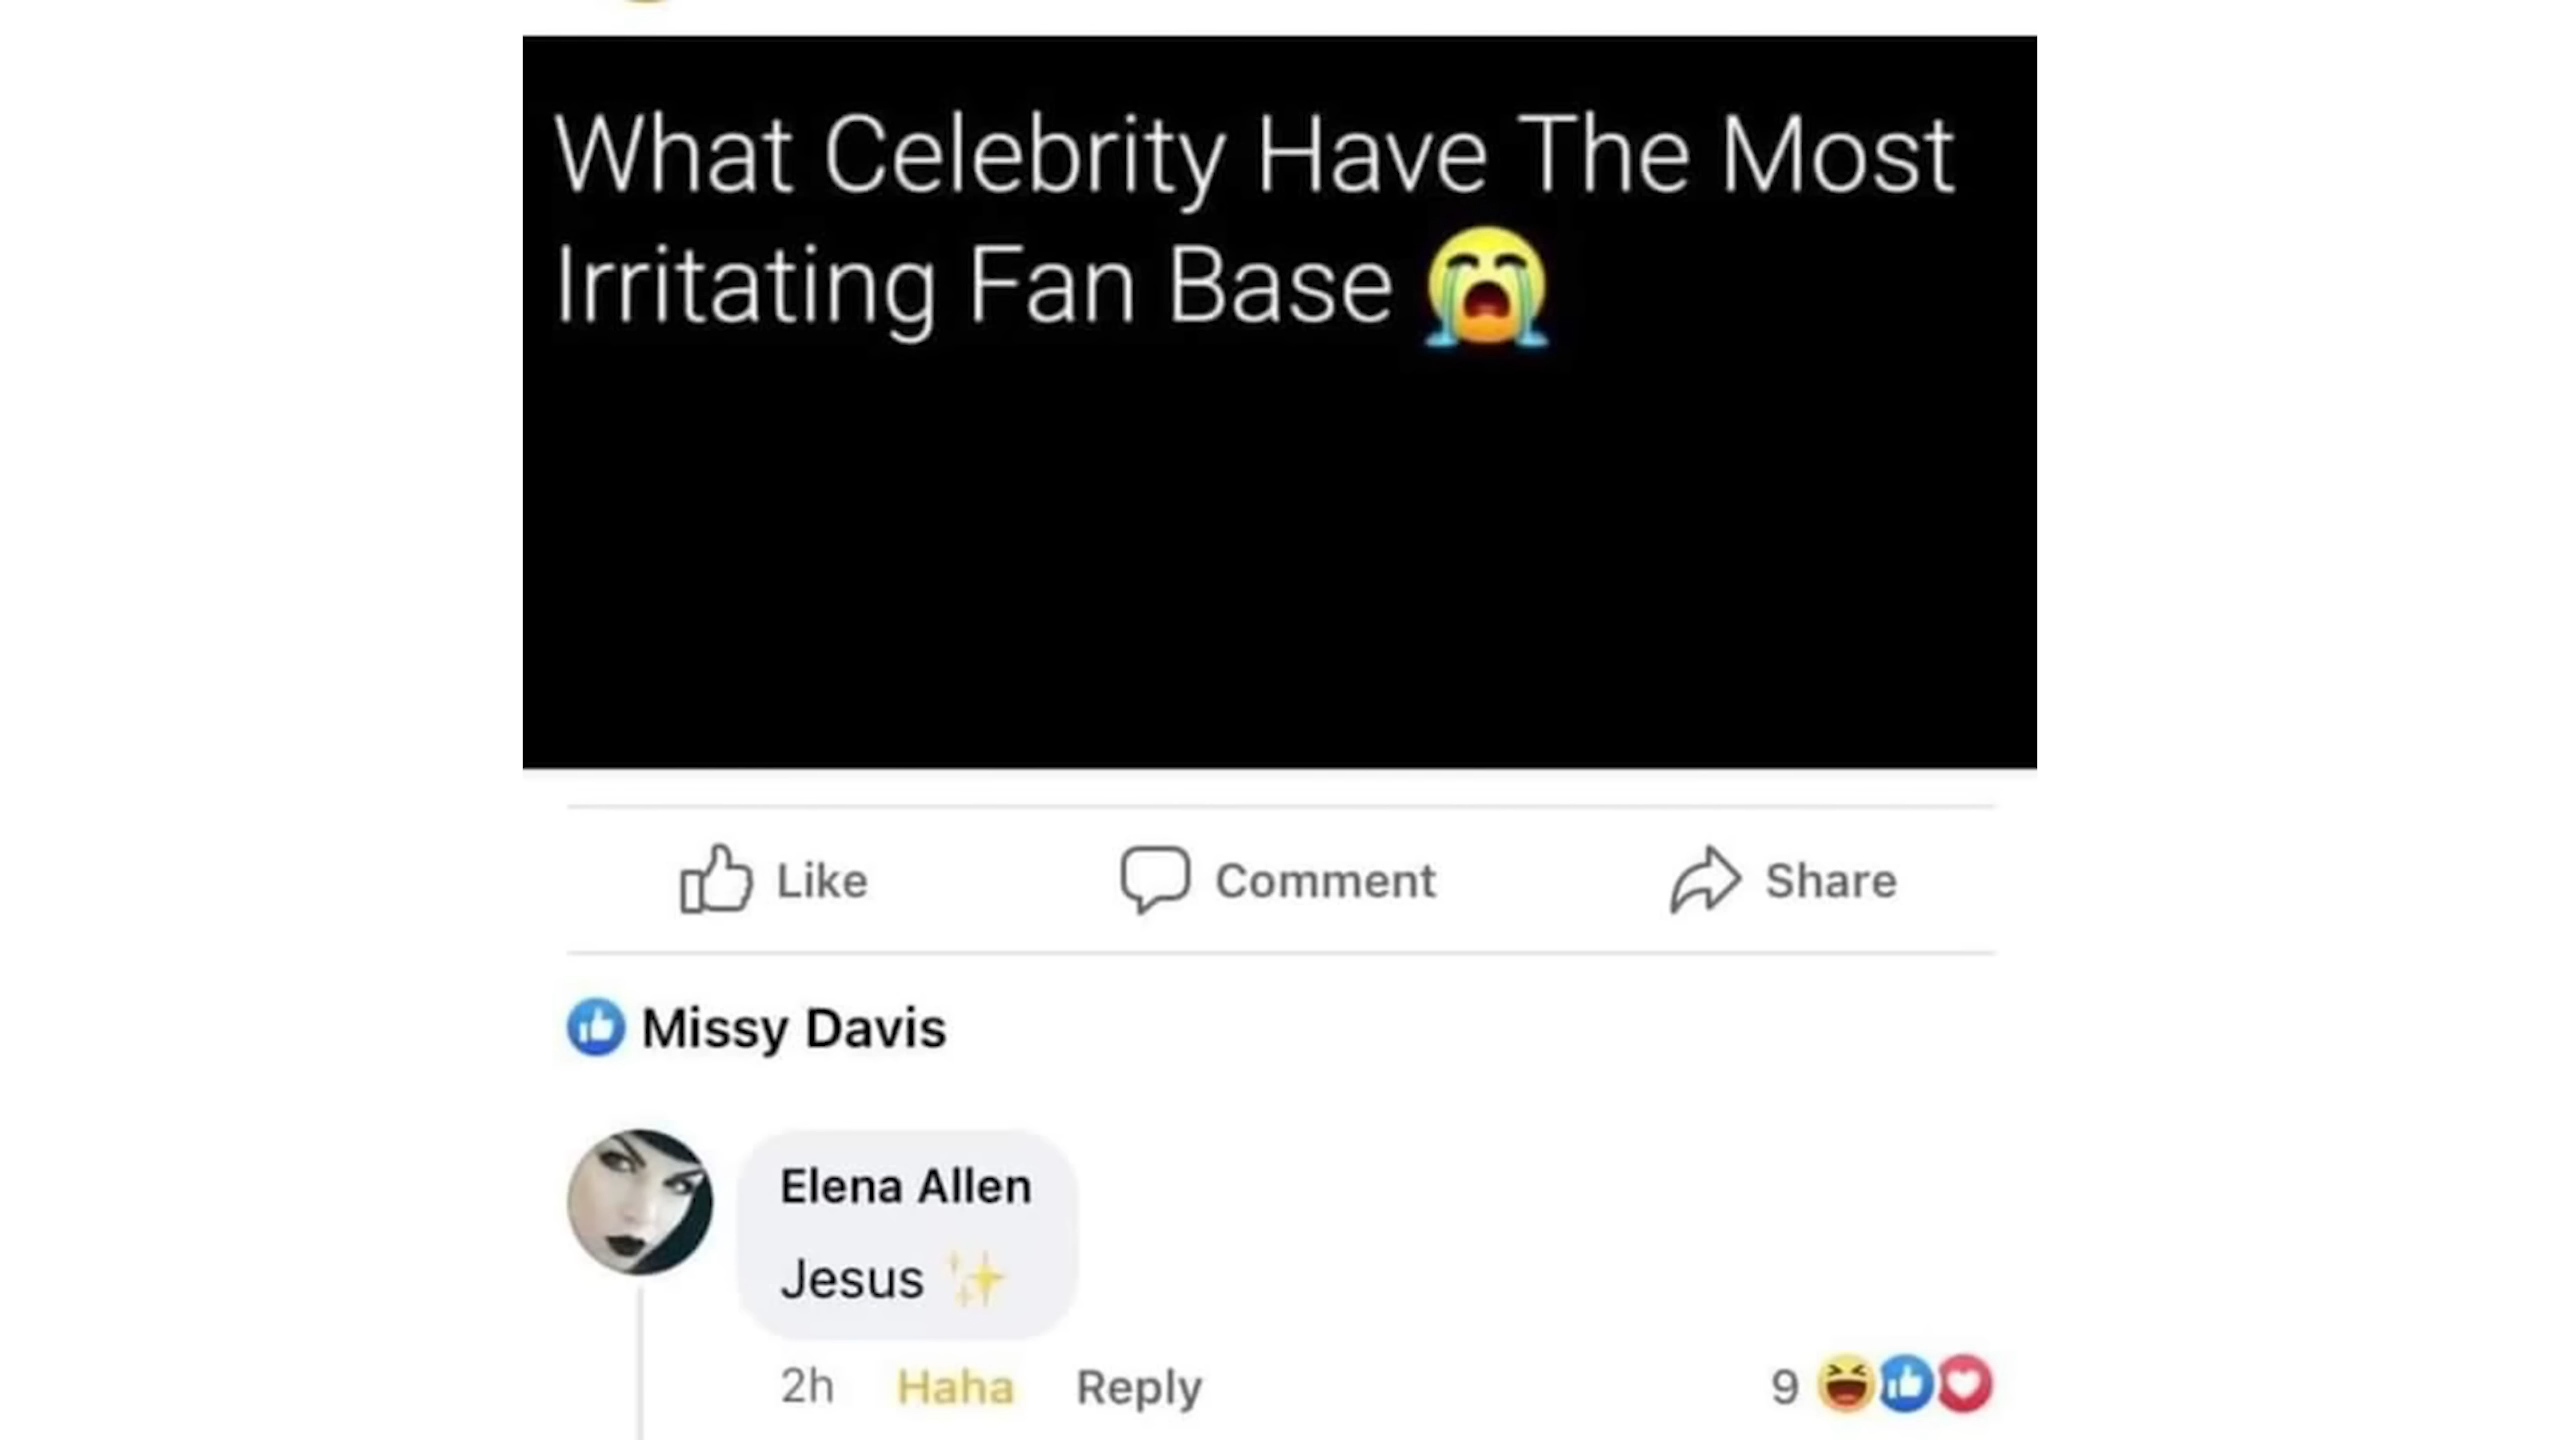 What Celebrity Have The Most
Irritating Fan Base 😭
Like Comment Share
Missy Davis
Elena Allen
Jesus ✨
2h Haha Reply 9